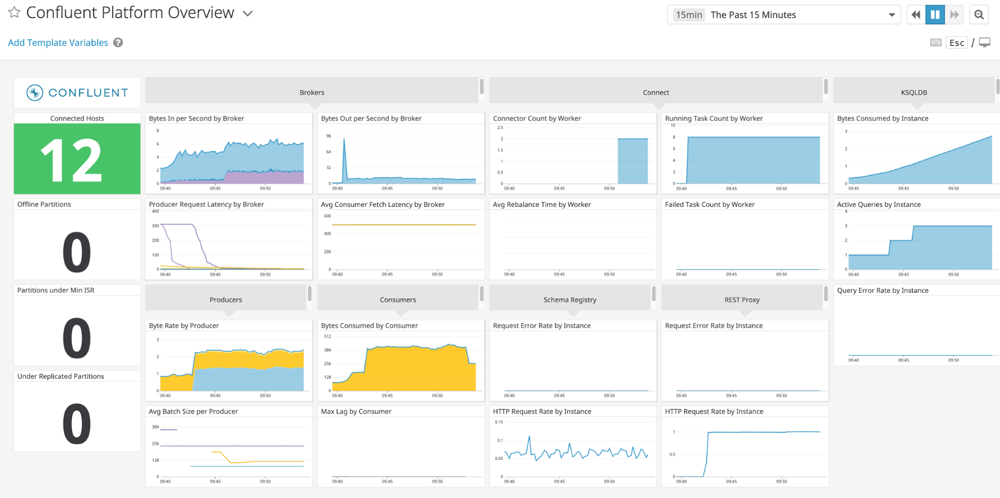 Confluent Platform Overview
15min The Past 15 Minutes
Add Template Variables ?
Esc /
CONFLUENT
Brokers
Connect
KSQLDB
Connected Hosts
12
Bytes In per Second by Broker
8
6
4
2
0
09:40 09:45 09:50
Bytes Out per Second by Broker
96
64
32
0
09:40 09:45 09:50
Connector Count by Worker
2.5
2
1.5
1
0.5
0
09:40 09:45 09:50
Running Task Count by Worker
10
8
6
4
2
0
09:40 09:45 09:50
Bytes Consumed by Instance
3
2
1
0
09:40 09:45 09:50
Offline Partitions
0
Producer Request Latency by Broker
400
300
200
100
0
09:40 09:45 09:50
Avg Consumer Fetch Latency by Broker
600
400
200
0
09:40 09:45 09:50
Avg Rebalance Time by Worker
09:40 09:45 09:50
Failed Task Count by Worker
09:40 09:45 09:50
Active Queries by Instance
4
3
2
1
0
09:40 09:45 09:50
Partitions under Min ISR
0
Producers
Consumers
Schema Registry
REST Proxy
Query Error Rate by Instance
09:40 09:45 09:50
Byte Rate by Producer
3
2
1
0
09:40 09:45 09:50
Bytes Consumed by Consumer
512
384
256
128
0
09:40 09:45 09:50
Request Error Rate by Instance
09:40 09:45 09:50
Request Error Rate by Instance
09:40 09:45 09:50
Under Replicated Partitions
0
Avg Batch Size per Producer
384
256
128
0
09:40 09:45 09:50
Max Lag by Consumer
09:40 09:45 09:50
HTTP Request Rate by Instance
0.15
0.1
0.05
0
09:40 09:45 09:50
HTTP Request Rate by Instance
1
0.5
0
09:40 09:45 09:50